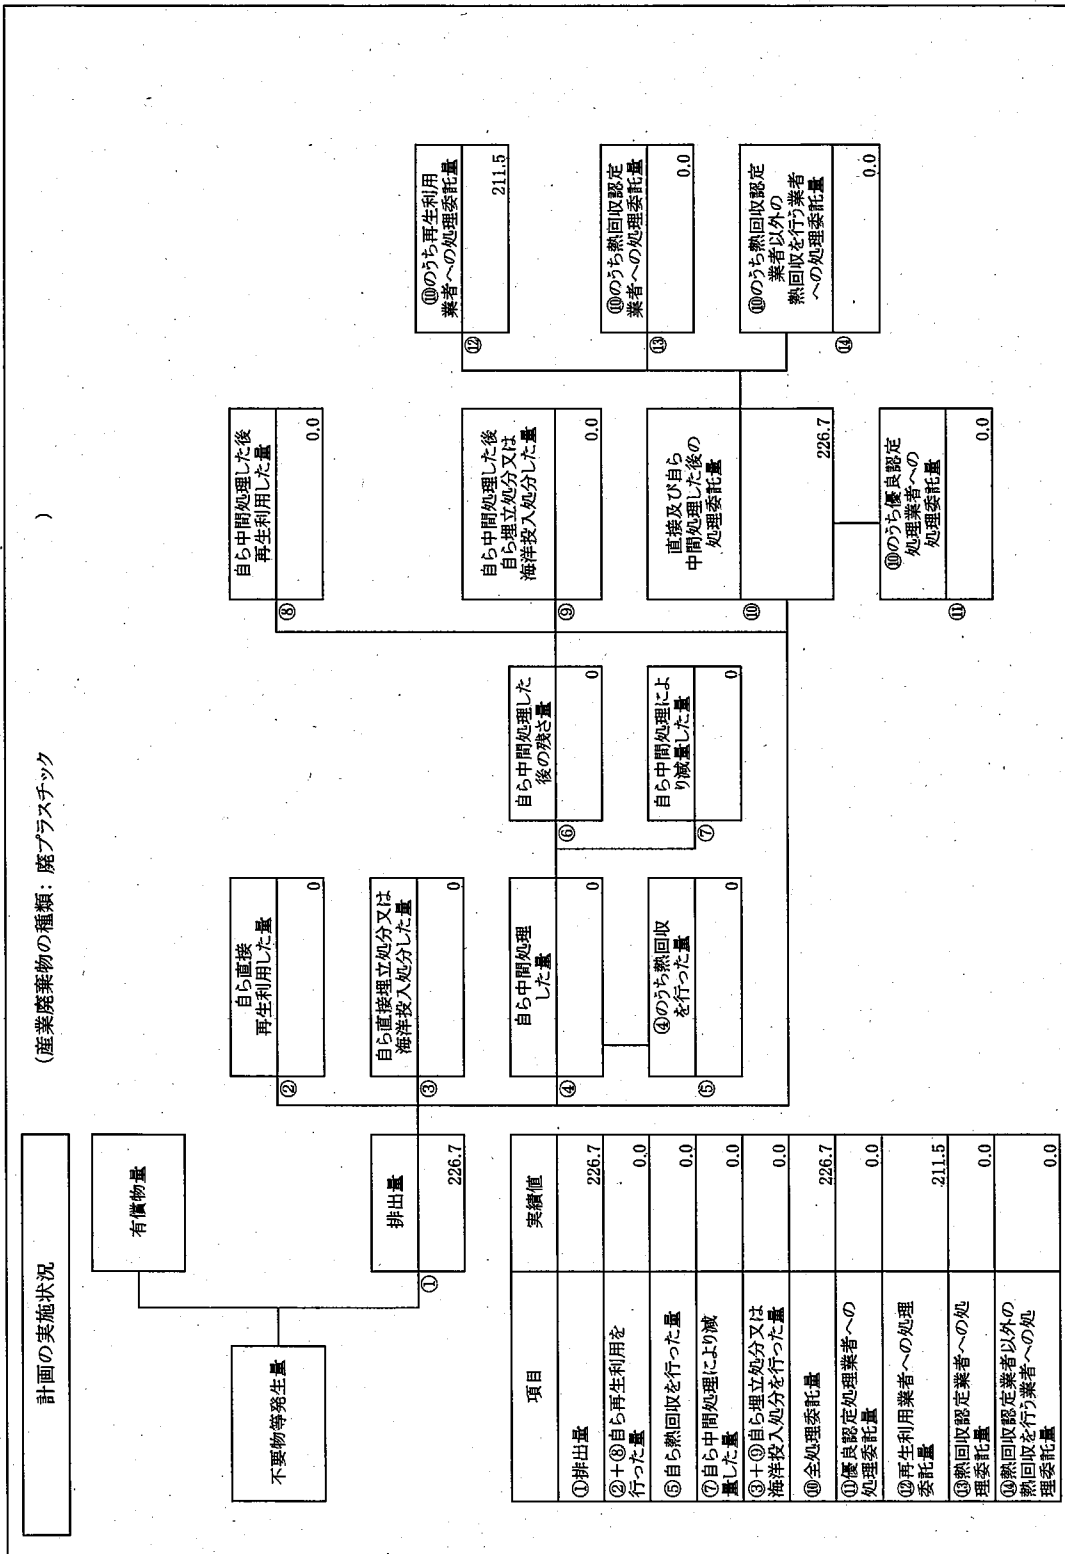 計画の実施状況
(産業廃棄物の種類: 廃プラスチック )
不要物等発生量
有償物量
①
排出量
226.7
②
自ら直接
再生利用した量
0
③
自ら直接埋立処分又は
海洋投入処分した量
0
④
自ら中間処理
した量
0
⑤
④のうち熱回収
を行った量
0
⑥
自ら中間処理した
後の残さ量
0
⑦
自ら中間処理によ
り減量した量
0
⑧
自ら中間処理した後
再生利用した量
0.0
⑨
自ら中間処理した後
自ら埋立処分又は
海洋投入処分した量
0.0
⑩
直接及び自ら
中間処理した後の
処理委託量
226.7
⑪
⑩のうち優良認定
処理業者への
処理委託量
0.0
⑫
⑩のうち再生利用
業者への処理委託量
211.5
⑬
⑩のうち熱回収認定
業者への処理委託量
0.0
⑭
⑩のうち熱回収認定
業者以外の
熱回収を行う業者
への処理委託量
0.0
項目 実績値
①排出量 226.7
②+⑧自ら再生利用を
行った量 0.0
⑤自ら熱回収を行った量 0.0
⑦自ら中間処理により減
量した量 0.0
③+⑨自ら埋立処分又は
海洋投入処分を行った量 0.0
⑩全処理委託量 226.7
⑪優良認定処理業者への
処理委託量 0.0
⑫再生利用業者への処理
委託量 211.5
⑬熱回収認定業者への処
理委託量 0.0
⑭熱回収認定業者以外の
熱回収を行う業者への処
理委託量 0.0